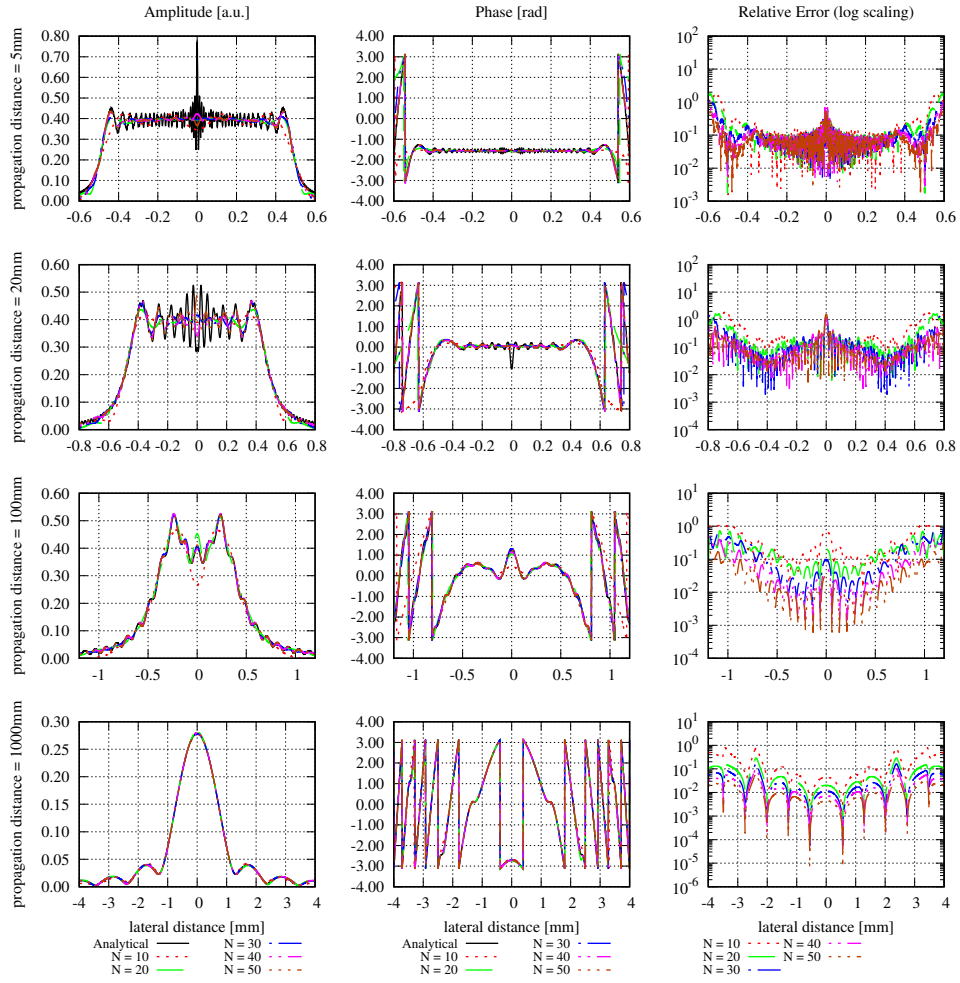 Amplitude [a.u.] Phase [rad] Relative Error (log scaling)
propagation distance = 5mm
0.80 4.00 10^2
0.70 3.00 10^1
0.60 2.00
0.50 1.00 10^0
0.40 0.00
0.30 -1.00 10^-1
0.20 -2.00 10^-2
0.10 -3.00
0.00 -4.00 10^-3
-0.6 -0.4 -0.2 0 0.2 0.4 0.6 -0.6 -0.4 -0.2 0 0.2 0.4 0.6 -0.6 -0.4 -0.2 0 0.2 0.4 0.6
propagation distance = 20mm
0.60 4.00 10^2
0.50 3.00 10^1
0.40 2.00 10^0
0.30 1.00 10^-1
0.20 0.00 10^-2
0.10 -1.00 10^-3
0.00 -2.00 10^-4
-3.00
-4.00
-0.8 -0.6 -0.4 -0.2 0 0.2 0.4 0.6 0.8 -0.8 -0.6 -0.4 -0.2 0 0.2 0.4 0.6 0.8 -0.8 -0.6 -0.4 -0.2 0 0.2 0.4 0.6 0.8
propagation distance = 100mm
0.60 4.00 10^1
0.50 3.00 10^0
0.40 2.00 10^-1
0.30 1.00 10^-2
0.20 0.00 10^-3
0.10 -1.00 10^-4
0.00 -2.00
-3.00
-4.00
-1 -0.5 0 0.5 1 -1 -0.5 0 0.5 1 -1 -0.5 0 0.5 1
propagation distance = 1000mm
0.30 4.00 10^1
0.25 3.00 10^0
0.20 2.00 10^-1
0.15 1.00 10^-2
0.10 0.00 10^-3
0.05 -1.00 10^-4
0.00 -2.00 10^-5
-3.00 10^-6
-4.00
-4 -3 -2 -1 0 1 2 3 4 -4 -3 -2 -1 0 1 2 3 4 -4 -3 -2 -1 0 1 2 3 4
lateral distance [mm] lateral distance [mm] lateral distance [mm]
Analytical N = 30 Analytical N = 30 N = 10 N = 40
N = 10 N = 40 N = 10 N = 40 N = 20 N = 50
N = 20 N = 50 N = 20 N = 50 N = 30